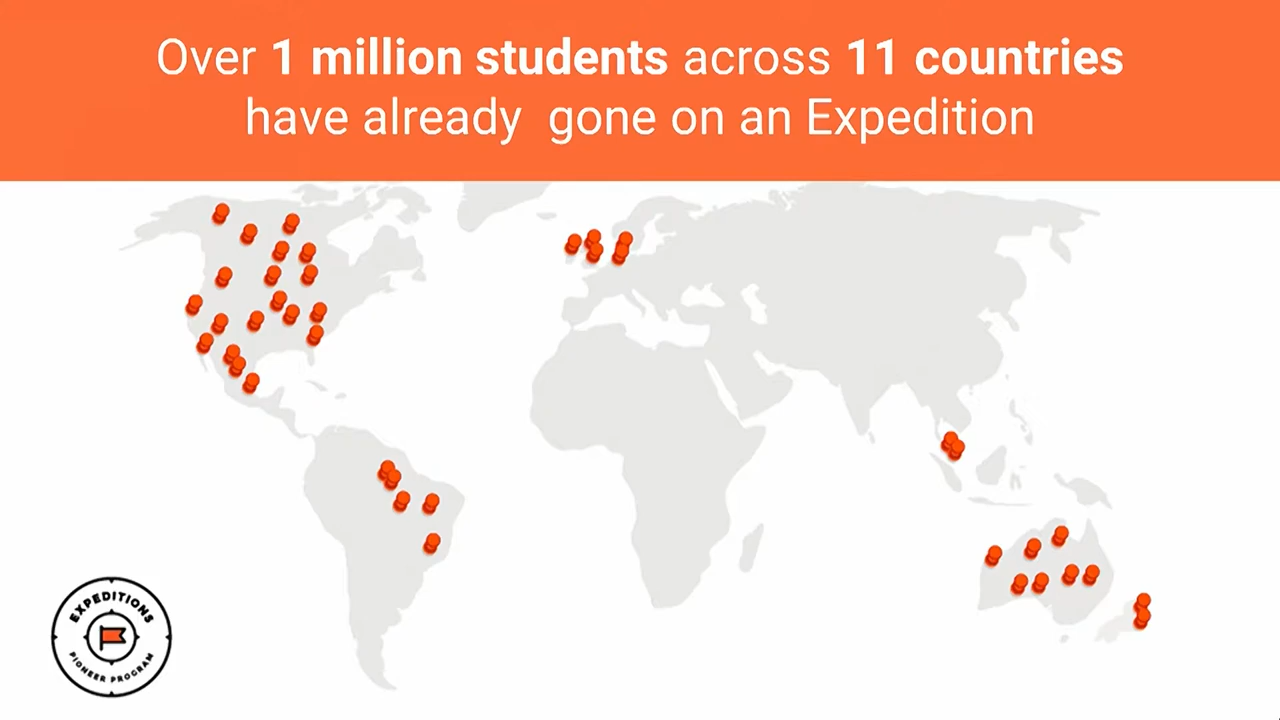 Over 1 million students across 11 countries
have already gone on an Expedition
EXPEDITIONS
PIONEER PROGRAM